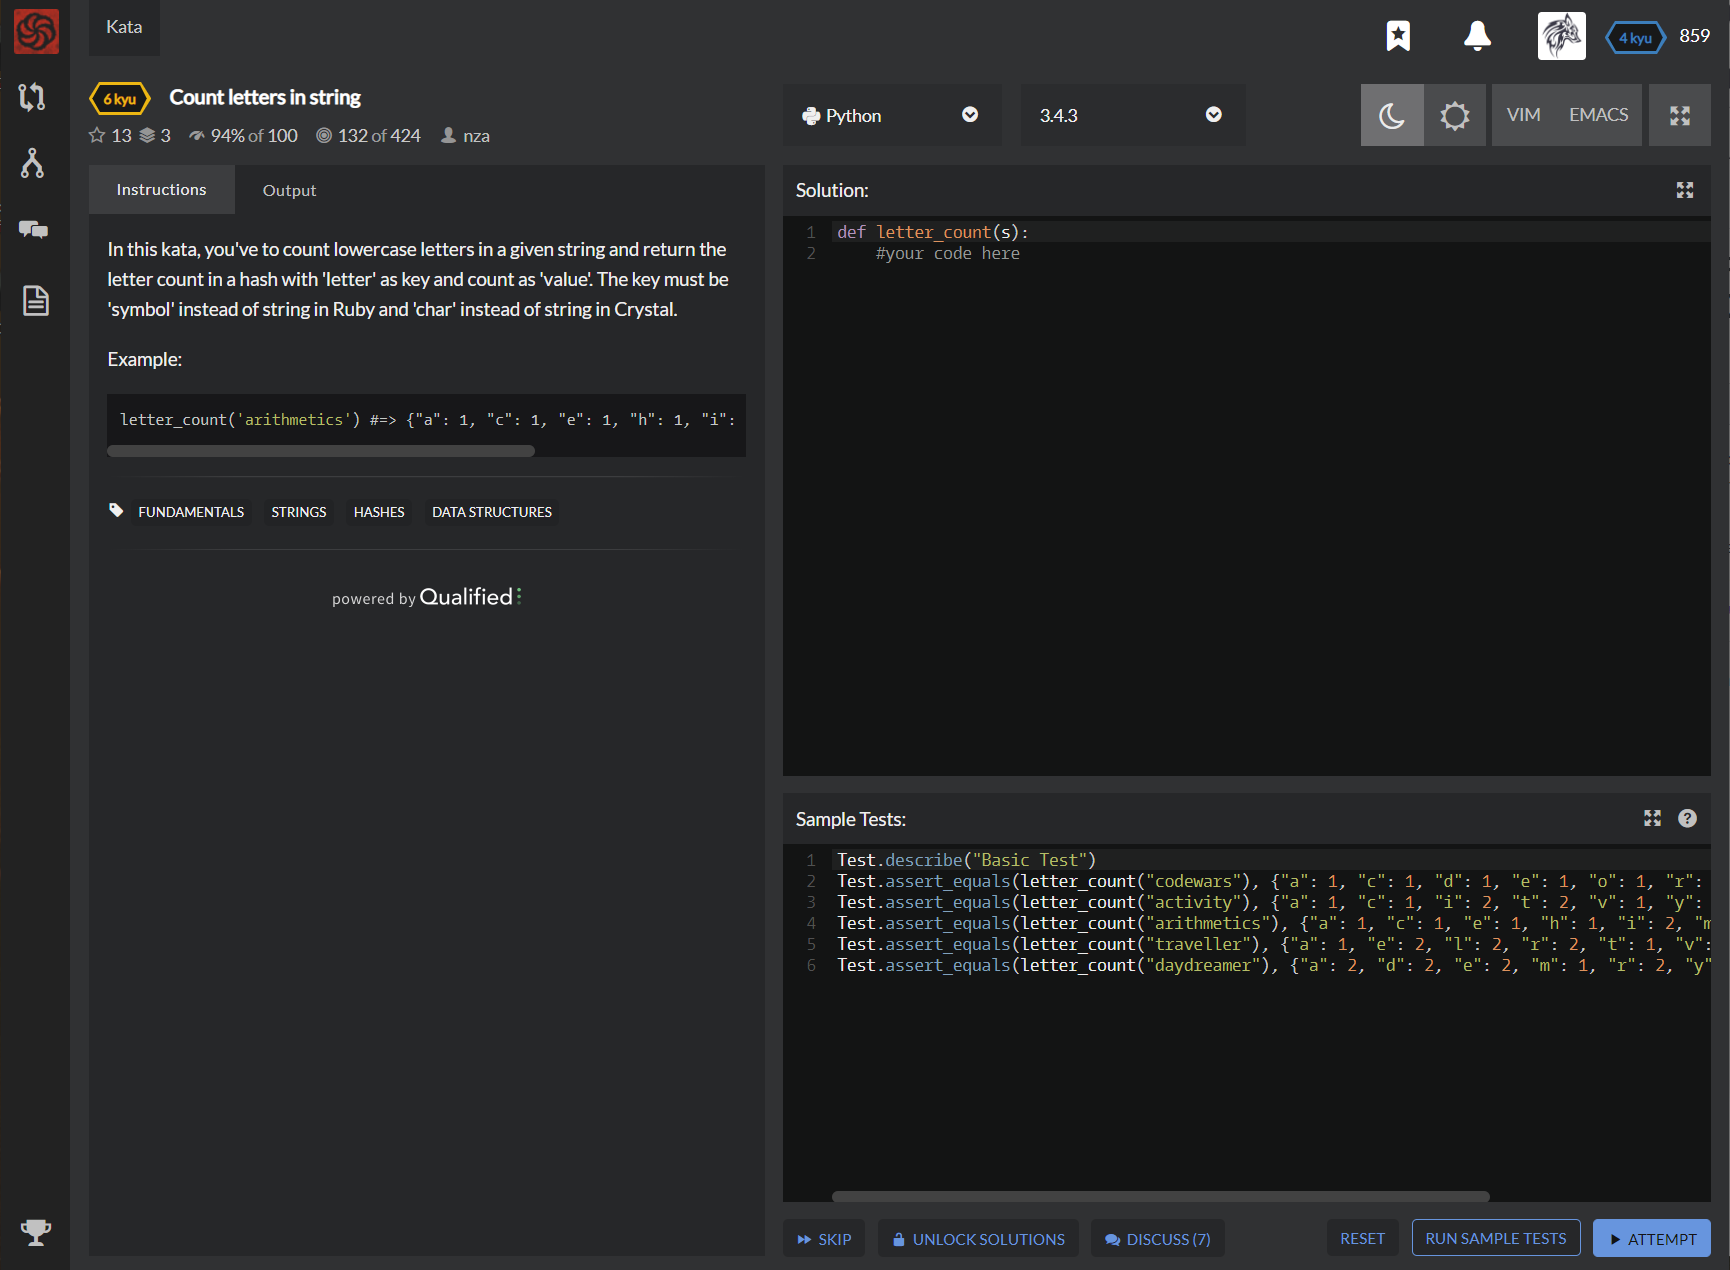 Kata
4 kyu 859
6 kyu Count letters in string
13 3 94% of 100 132 of 424 nza
Python
3.4.3
VIM EMACS
Instructions Output
In this kata, you've to count lowercase letters in a given string and return the
letter count in a hash with 'letter' as key and count as 'value'. The key must be
'symbol' instead of string in Ruby and 'char' instead of string in Crystal.
Example:
letter_count('arithmetics') #=> {"a": 1, "c": 1, "e": 1, "h": 1, "i":
FUNDAMENTALS STRINGS HASHES DATA STRUCTURES
powered by Qualified
Solution:
1 def letter_count(s):
2 #your code here
Sample Tests:
?
1 Test.describe("Basic Test")
2 Test.assert_equals(letter_count("codewars"), {"a": 1, "c": 1, "d": 1, "e": 1, "o": 1, "r":
3 Test.assert_equals(letter_count("activity"), {"a": 1, "c": 1, "i": 2, "t": 2, "v": 1, "y":
4 Test.assert_equals(letter_count("arithmetics"), {"a": 1, "c": 1, "e": 1, "h": 1, "i": 2, "m
5 Test.assert_equals(letter_count("traveller"), {"a": 1, "e": 2, "l": 2, "r": 2, "t": 1, "v":
6 Test.assert_equals(letter_count("daydreamer"), {"a": 2, "d": 2, "e": 2, "m": 1, "r": 2, "y"
SKIP UNLOCK SOLUTIONS DISCUSS (7) RESET RUN SAMPLE TESTS ATTEMPT